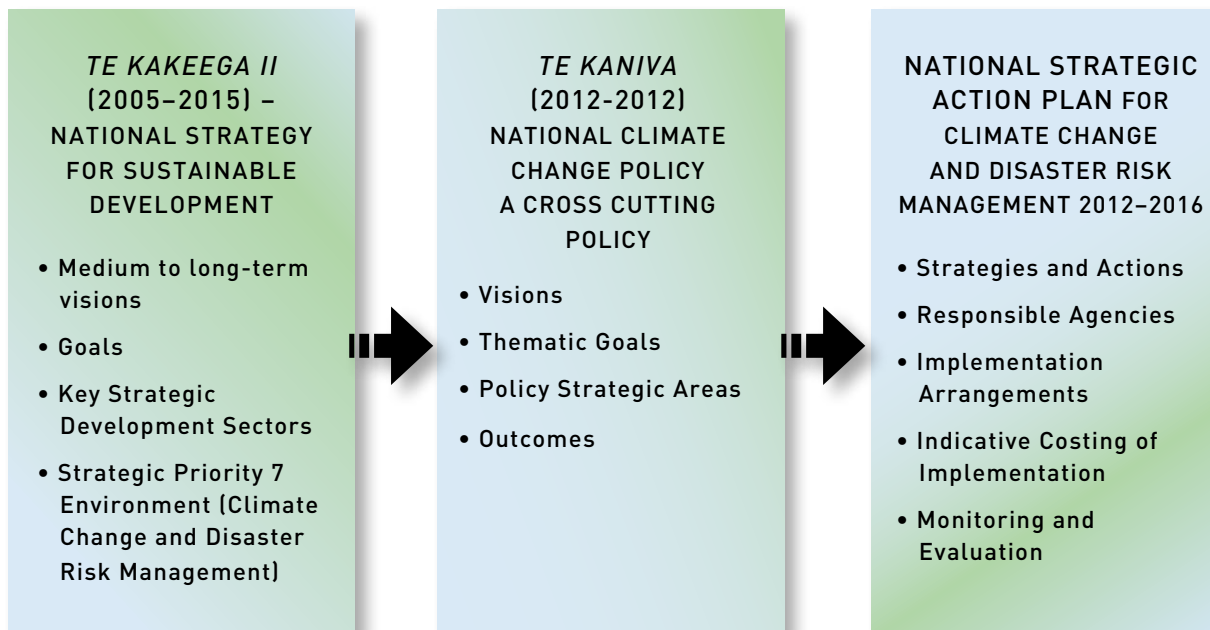 TE KAKEEGA II
(2005–2015) –
NATIONAL STRATEGY
FOR SUSTAINABLE
DEVELOPMENT
• Medium to long-term
visions
• Goals
• Key Strategic
Development Sectors
• Strategic Priority 7
Environment (Climate
Change and Disaster
Risk Management)
TE KANIVA
(2012-2012)
NATIONAL CLIMATE
CHANGE POLICY
A CROSS CUTTING
POLICY
• Visions
• Thematic Goals
• Policy Strategic Areas
• Outcomes
NATIONAL STRATEGIC
ACTION PLAN FOR
CLIMATE CHANGE
AND DISASTER RISK
MANAGEMENT 2012–2016
• Strategies and Actions
• Responsible Agencies
• Implementation
Arrangements
• Indicative Costing of
Implementation
• Monitoring and
Evaluation